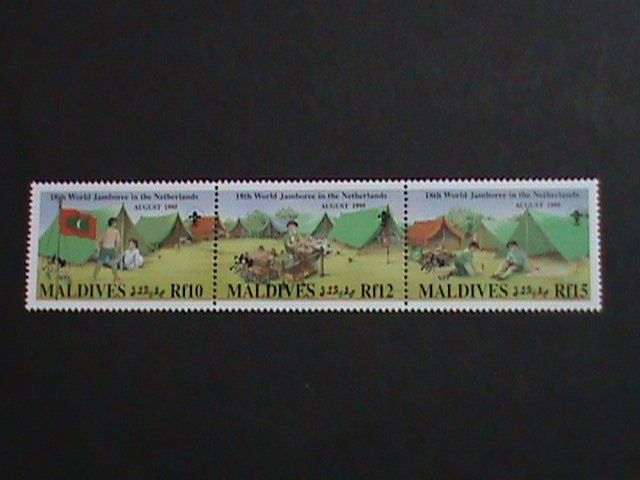 18th World Jamboree in the Netherlands
AUGUST 1995
MALDIVES ދިވެހިރާއްޖެ Rf10
18th World Jamboree in the Netherlands
AUGUST 1995
MALDIVES Rf12
18th World Jamboree in the Netherlands
AUGUST 1995
MALDIVES Rf15